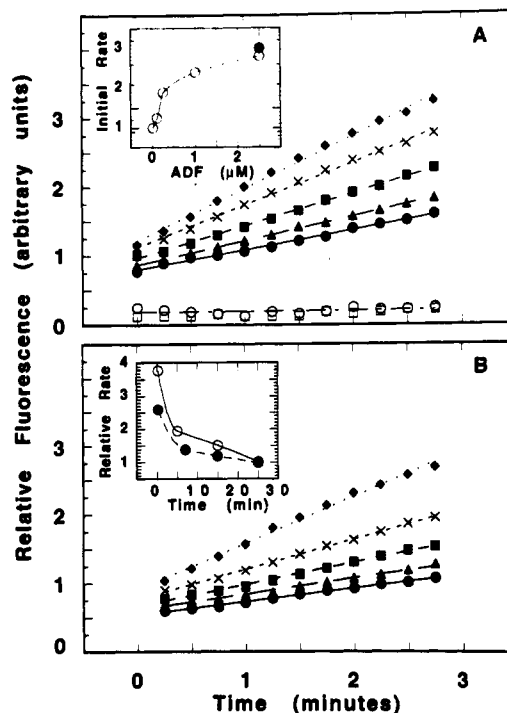 A
3
2
1
0
Initial Rate
3
2
1
0 2
ADF (µM)
B
3
2
1
0
Relative Rate
4
3
2
1
0 10 20 30
Time (min)
0 1 2 3
Time (minutes)
Relative Fluorescence (arbitrary units)